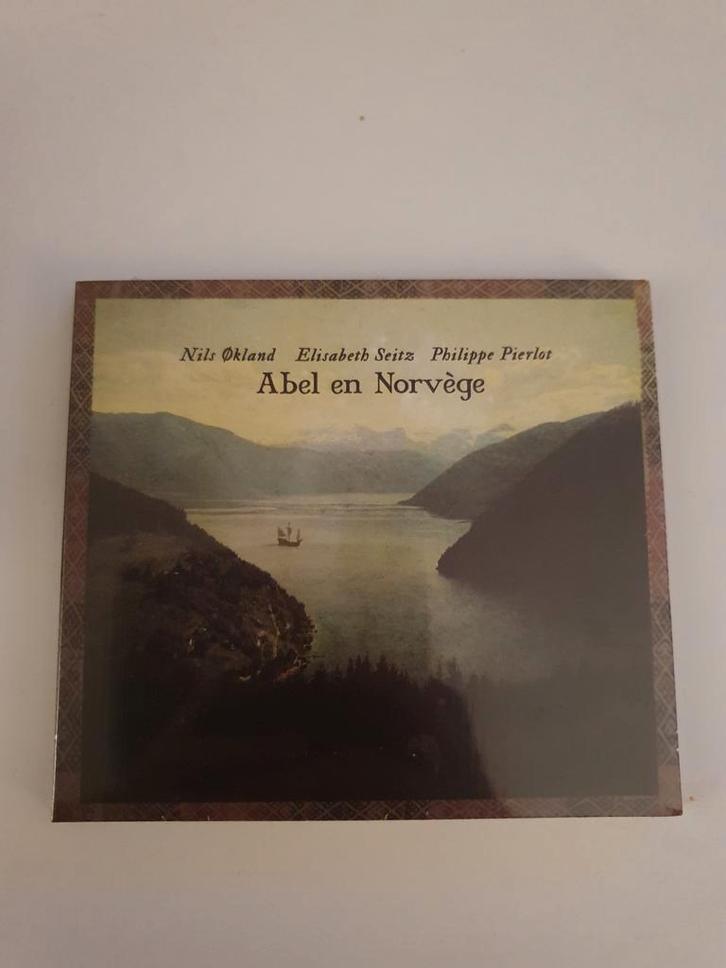 Nils Økland Elisabeth Seitz Philippe Pierlot
Abel en Norvège